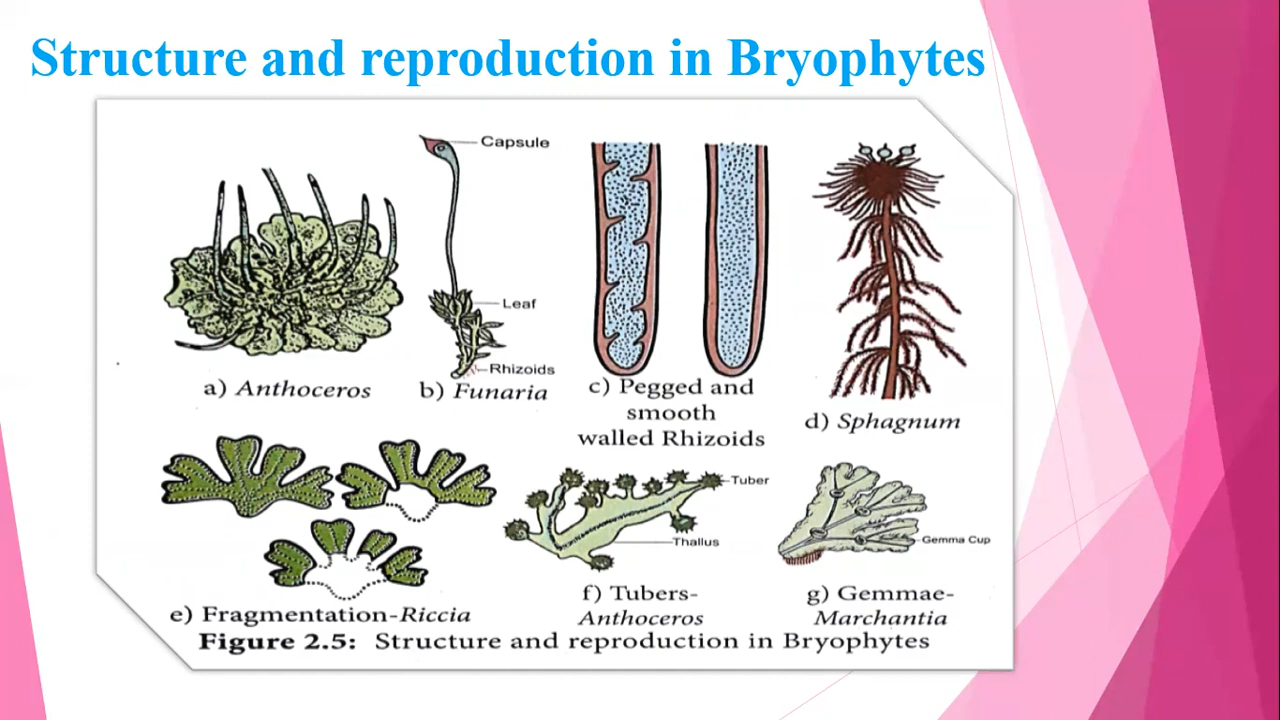 Structure and reproduction in Bryophytes
Capsule
Leaf
Rhizoids
a) Anthoceros
b) Funaria
c) Pegged and
smooth
walled Rhizoids
d) Sphagnum
Tuber
Thallus
Gemma Cup
e) Fragmentation-Riccia
f) Tubers-
Anthoceros
g) Gemmae-
Marchantia
Figure 2.5: Structure and reproduction in Bryophytes